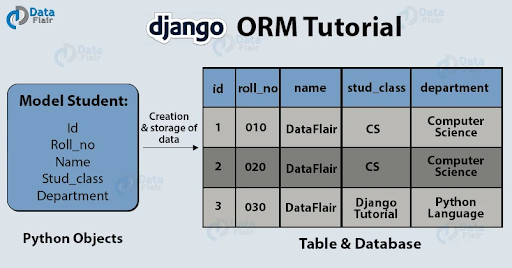 Data
Flair
django ORM Tutorial
Model Student:
Id
Roll_no
Name
Stud_class
Department
Python Objects
Creation
& storage of
data
id roll_no name stud_class department
1 010 DataFlair CS Computer
Science
2 020 DataFlair CS Computer
Science
3 030 DataFlair Django
Tutorial Python
Language
Table & Database